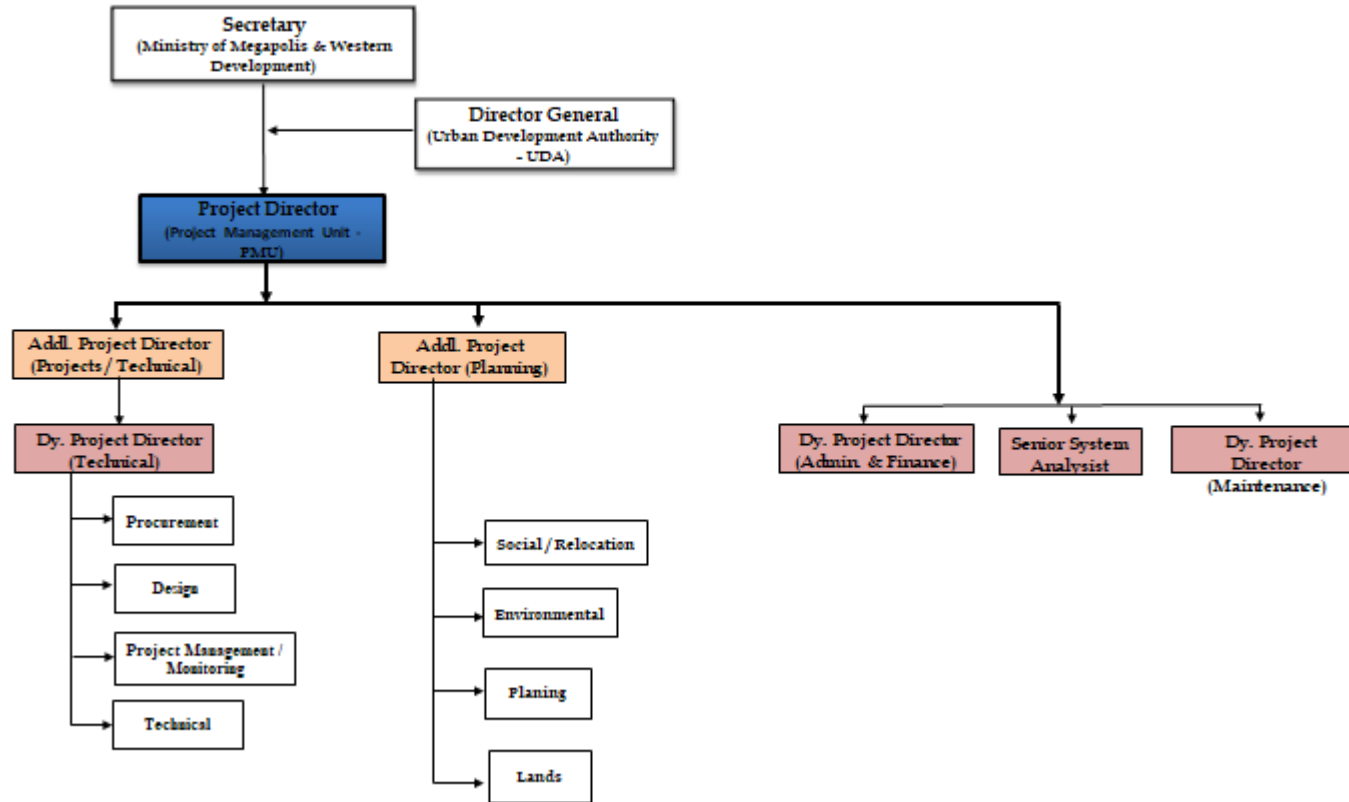 Secretary
(Ministry of Megapolis & Western
Development)
Director General
(Urban Development Authority
- UDA)
Project Director
(Project Management Unit -
PMU)
Addl. Project Director
(Projects / Technical)
Addl. Project
Director (Planning)
Dy. Project Director
(Technical)
Dy. Project Director
(Admin. & Finance)
Senior System
Analysist
Dy. Project
Director
(Maintenance)
Procurement
Design
Project Management /
Monitoring
Technical
Social / Relocation
Environmental
Planing
Lands